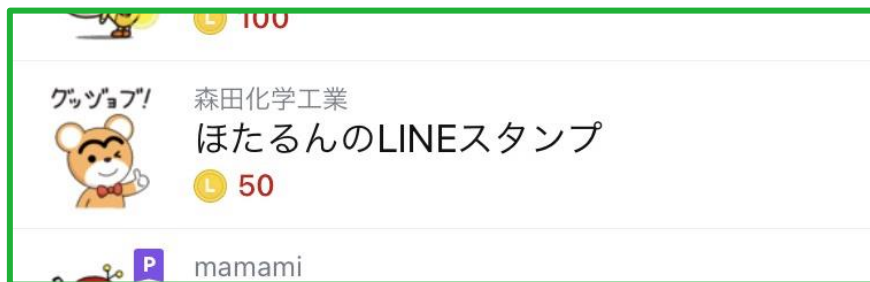 L 100
グッジョブ!
森田化学工業
ほたるんのLINEスタンプ
L 50
P
mamami